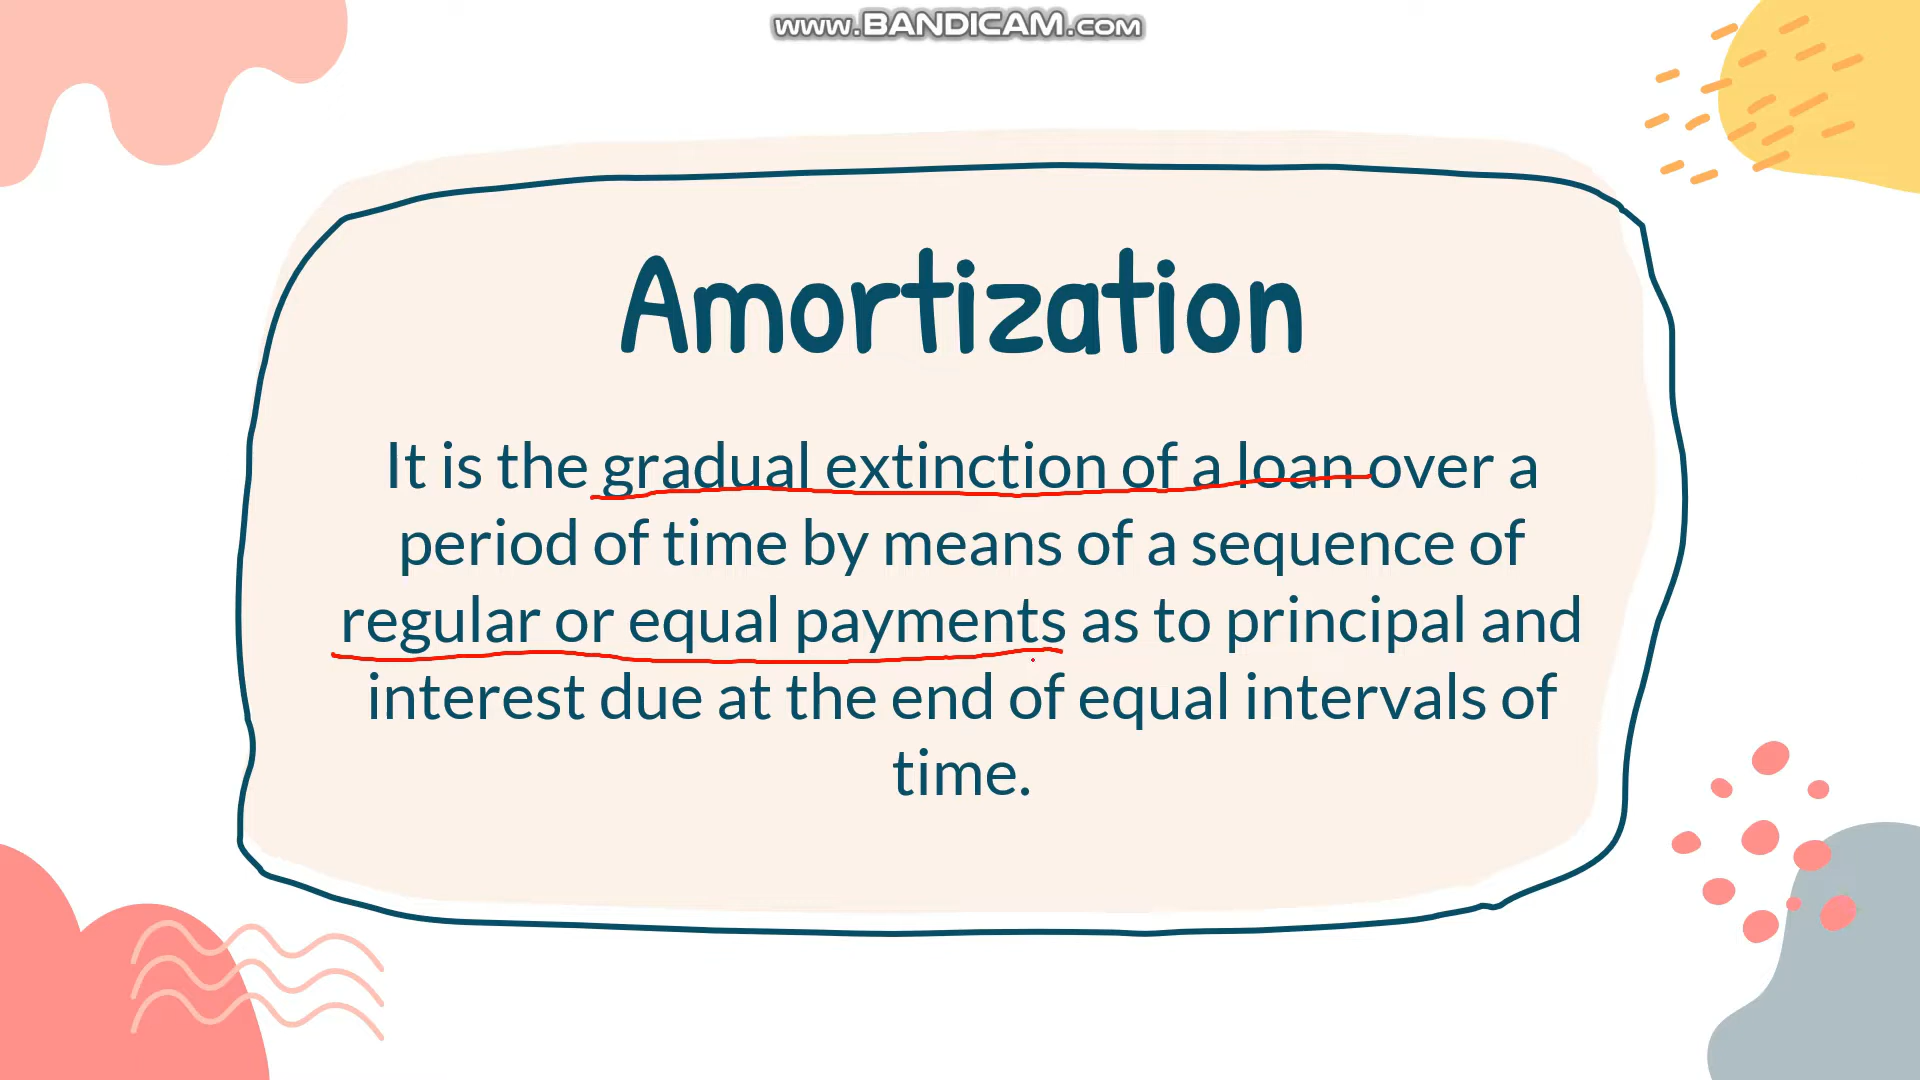 www.BANDICAM.com
Amortization
It is the gradual extinction of a loan over a
period of time by means of a sequence of
regular or equal payments as to principal and
interest due at the end of equal intervals of
time.